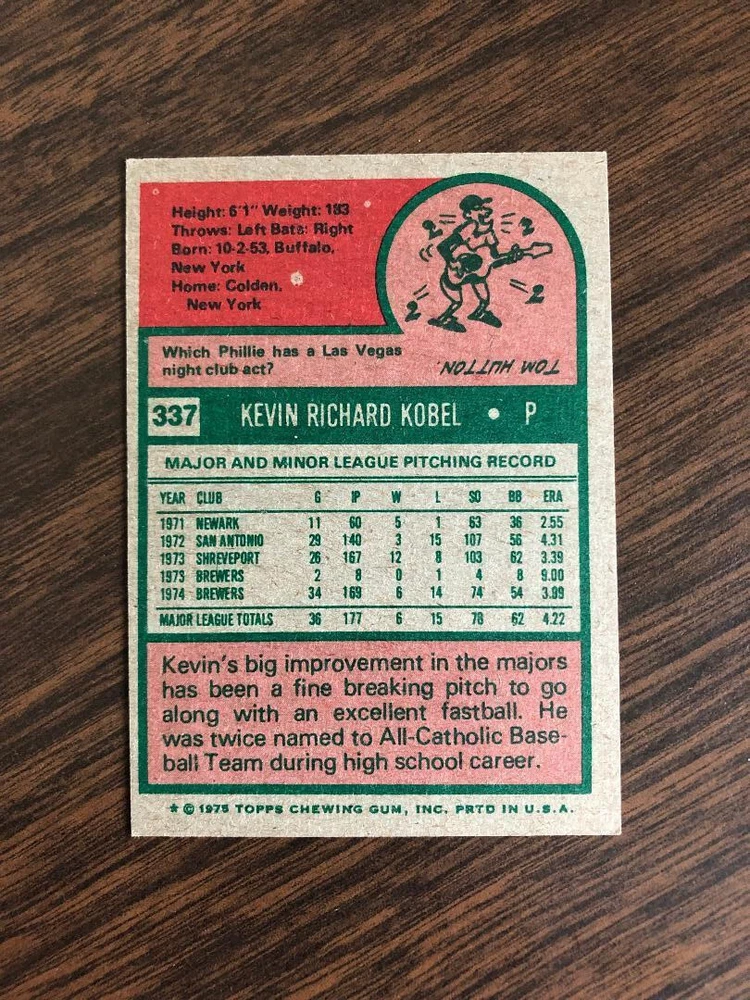 Height: 6'1" Weight: 183
Throws: Left Bats: Right
Born: 10-2-53, Buffalo,
New York
Home: Golden,
New York
2 2
2 2
Which Phillie has a Las Vegas
night club act?
TOM HUTTON.
337 KEVIN RICHARD KOBEL • P
MAJOR AND MINOR LEAGUE PITCHING RECORD
YEAR CLUB G IP W L SO BB ERA
1971 NEWARK 11 60 5 1 63 36 2.55
1972 SAN ANTONIO 29 140 3 15 107 56 4.31
1973 SHREVEPORT 26 167 12 8 103 62 3.39
1973 BREWERS 2 8 0 1 4 8 9.00
1974 BREWERS 34 169 6 14 74 54 3.99
MAJOR LEAGUE TOTALS 36 177 6 15 78 62 4.22
Kevin's big improvement in the majors
has been a fine breaking pitch to go
along with an excellent fastball. He
was twice named to All-Catholic Base-
ball Team during high school career.
* © 1975 TOPPS CHEWING GUM, INC. PRTD IN U.S.A.